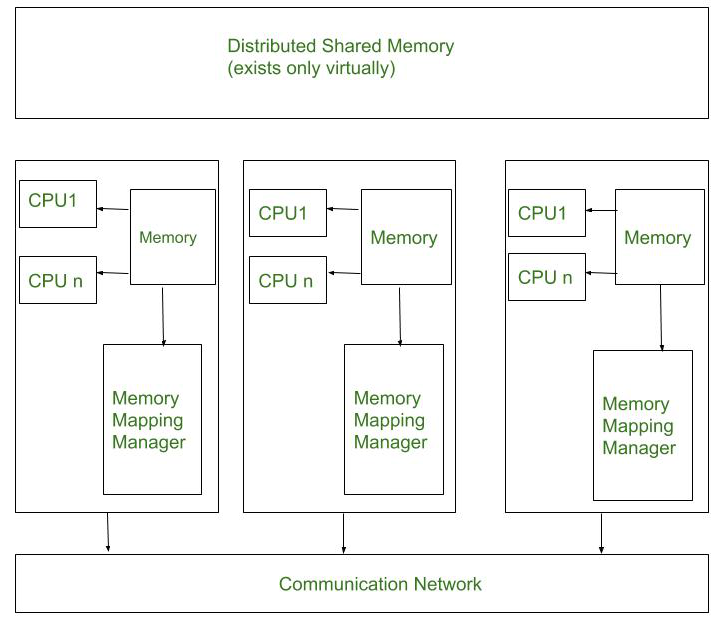 Distributed Shared Memory
(exists only virtually)
CPU1
Memory
CPU n
Memory
Mapping
Manager
CPU1
Memory
CPU n
Memory
Mapping
Manager
CPU1
Memory
CPU n
Memory
Mapping
Manager
Communication Network